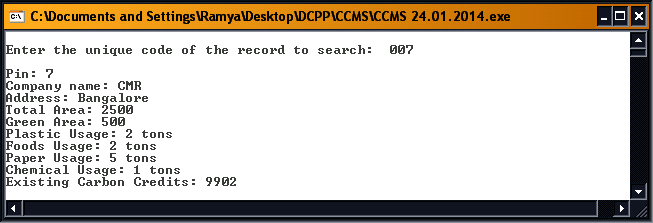 C:\Documents and Settings\Ramya\Desktop\DCPP\CCMS\CCMS 24.01.2014.exe
Enter the unique code of the record to search:  007
Pin: 7
Company name: CMR
Address: Bangalore
Total Area: 2500
Green Area: 500
Plastic Usage: 2 tons
Foods Usage: 2 tons
Paper Usage: 5 tons
Chemical Usage: 1 tons
Existing Carbon Credits: 9902